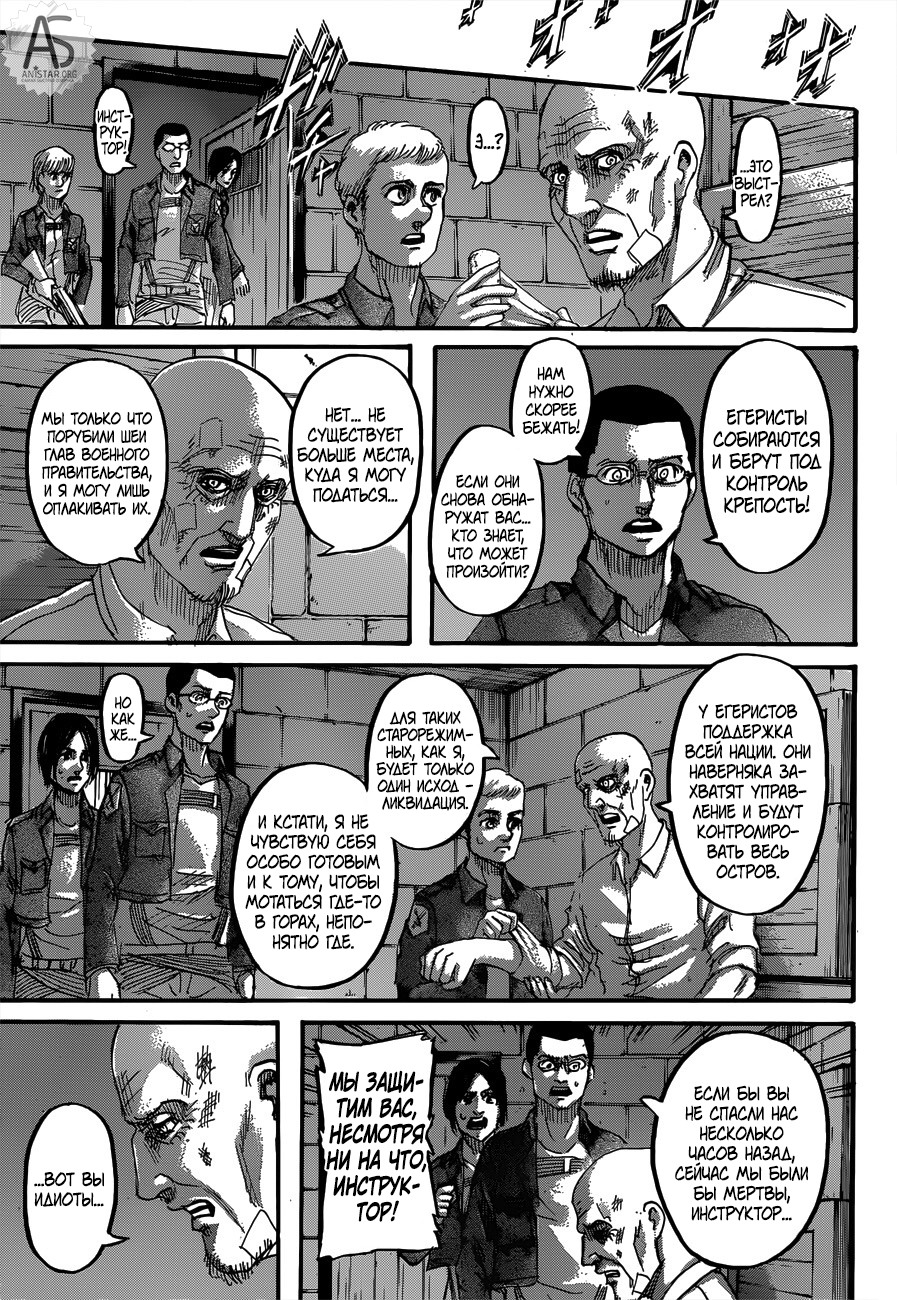 AS
ANISTAR.ORG
...ЭТО
ВЫСТ-
РЕЛ?
Э...?
ИНСТ-
РУК-
ТОР!
ЕГЕРИСТЫ
СОБИРАЮТСЯ
И БЕРУТ ПОД
КОНТРОЛЬ
КРЕПОСТЬ!
НАМ
НУЖНО
СКОРЕЕ
БЕЖАТЬ!
ЕСЛИ ОНИ
СНОВА ОБНА-
РУЖАТ ВАС...
КТО ЗНАЕТ,
ЧТО МОЖЕТ
ПРОИЗОЙТИ?
НЕТ... НЕ
СУЩЕСТВУЕТ
БОЛЬШЕ МЕСТА,
КУДА Я МОГУ
ПОДАТЬСЯ...
МЫ ТОЛЬКО ЧТО
ПОРУБИЛИ ШЕИ
ГЛАВ ВОЕННОГО
ПРАВИТЕЛЬСТВА,
И Я МОГУ ЛИШЬ
ОПЛАКИВАТЬ ИХ.
У ЕГЕРИСТОВ
ПОДДЕРЖКА
ВСЕЙ НАЦИИ. ОНИ
НАВЕРНЯКА ЗА-
ХВАТЯТ УПРАВ-
ЛЕНИЕ И БУДУТ
КОНТРОЛИРО-
ВАТЬ ВЕСЬ
ОСТРОВ.
ДЛЯ ТАКИХ
СТАРОРЕЖИМ-
НЫХ, КАК Я,
БУДЕТ ТОЛЬКО
ОДИН ИСХОД -
ЛИКВИДАЦИЯ.
И КСТАТИ, Я НЕ
ЧУВСТВУЮ СЕБЯ
ОСОБО ГОТОВЫМ
И К ТОМУ, ЧТОБЫ
МОТАТЬСЯ ГДЕ-ТО
В ГОРАХ, НЕПО-
НЯТНО ГДЕ.
НО
КАК
ЖЕ...
ЕСЛИ БЫ ВЫ
НЕ СПАСЛИ НАС
НЕСКОЛЬКО
ЧАСОВ НАЗАД,
СЕЙЧАС МЫ БЫЛИ
БЫ МЕРТВЫ,
ИНСТРУКТОР...
МЫ ЗАЩИ-
ТИМ ВАС,
НЕСМОТРЯ
НИ НА ЧТО,
ИНСТРУК-
ТОР!
...ВОТ ВЫ
ИДИОТЫ...